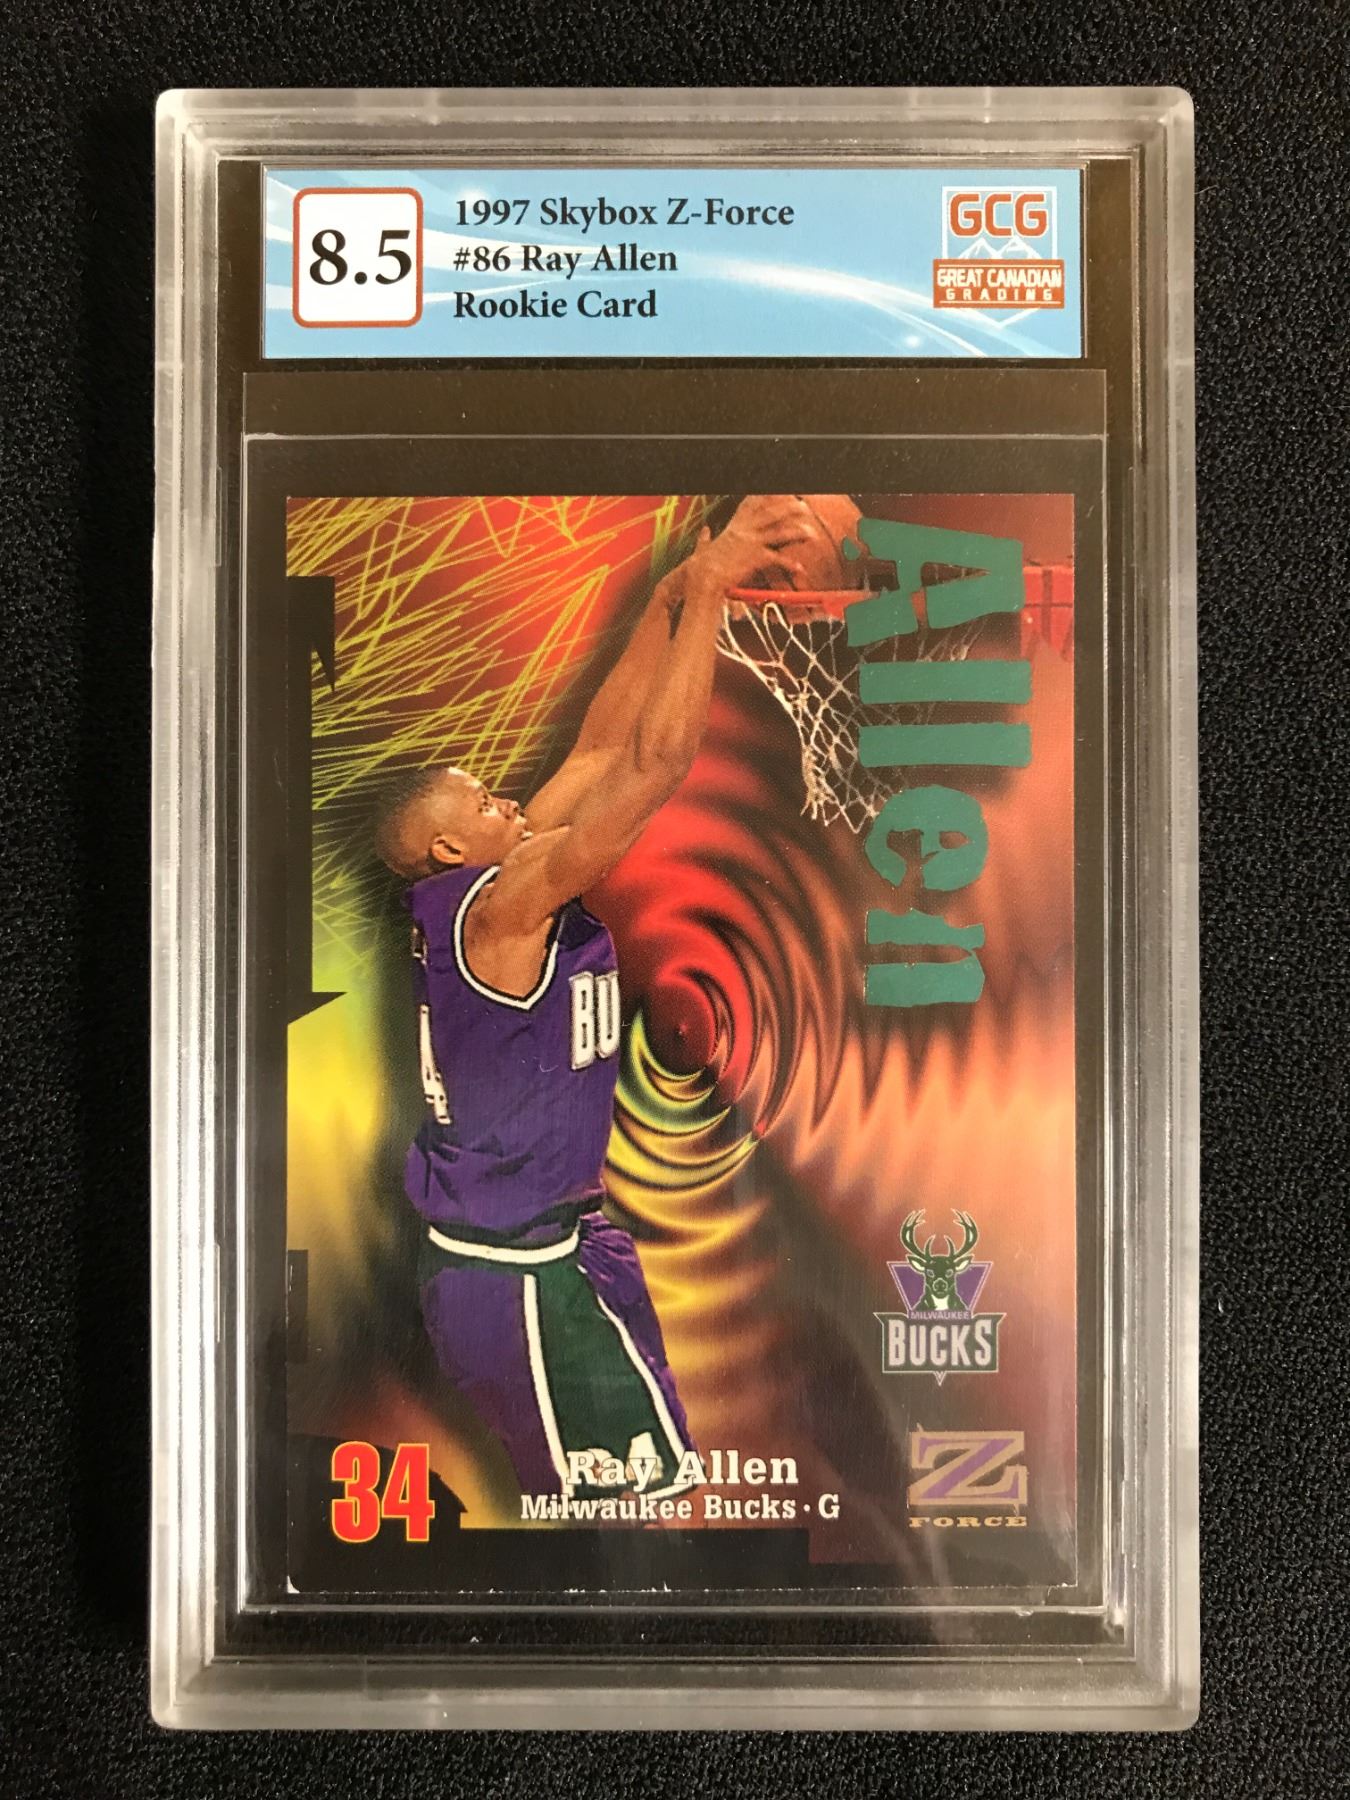 8.5
1997 Skybox Z-Force
#86 Ray Allen
Rookie Card
GCG
GREAT CANADIAN
GRADING
Allen
BU
4
MILWAUKEE
BUCKS
34
Ray Allen
Milwaukee Bucks · G
Z
FORCE